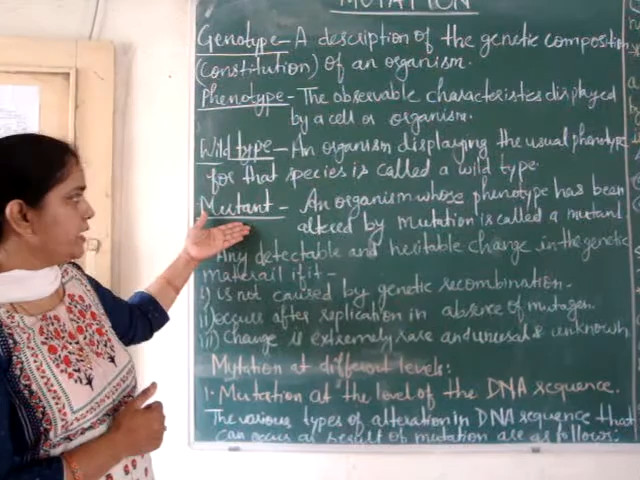 MUTATION
Genotype - A description of the genetic composition
(constitution) of an organism.
Phenotype - The observable characteristics displayed
by a cell or organism.
Wild type - An organism displaying the usual phenotype
for that species is called a wild type.
Mutant - An organism whose phenotype has been
altered by mutation is called a mutant
Any detectable and heritable change in the genetic
materail if it -
i) is not caused by genetic recombination.
ii) occurs after replication in absence of mutagen.
iii) change is extremely rare and unusual & unknown
Mytation at different levels:
1. Mutation at the level of the DNA sequence.
The various types of alteration in DNA sequence that
can occur as result of mutation are as follows: